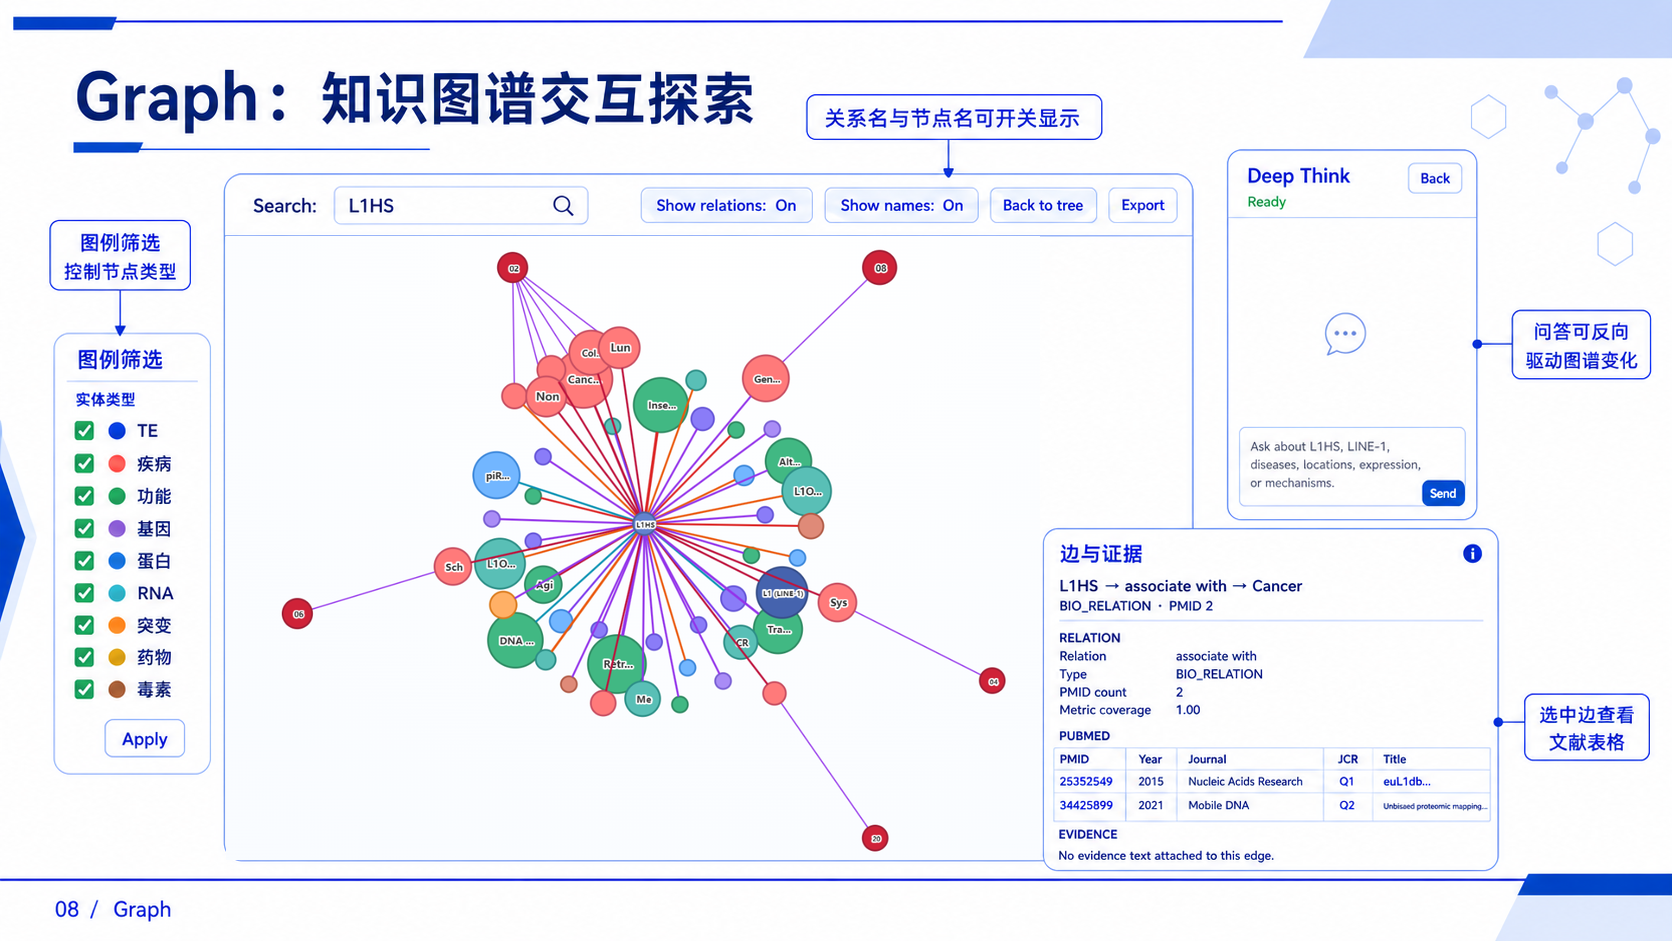 Graph：知识图谱交互探索
关系名与节点名可开关显示
图例筛选
控制节点类型
图例筛选
实体类型
TE
疾病
功能
基因
蛋白
RNA
突变
药物
毒素
Apply
Search: L1HS
Show relations: On
Show names: On
Back to tree
Export
02
08
Col...
Lun
Canc...
Non
Gen...
Inse...
Alt...
piR...
L1O...
L1HS
Sch
L1O...
Agi
L1 (LINE-1)
Sys
06
DNA ...
Tra...
CR
Retr...
Me
04
20
Deep Think
Back
Ready
Ask about L1HS, LINE-1,
diseases, locations, expression,
or mechanisms.
Send
问答可反向
驱动图谱变化
边与证据
L1HS → associate with → Cancer
BIO_RELATION · PMID 2
RELATION
Relation associate with
Type BIO_RELATION
PMID count 2
Metric coverage 1.00
PUBMED
PMID Year Journal JCR Title
25352549 2015 Nucleic Acids Research Q1 euL1db...
34425899 2021 Mobile DNA Q2 Unbisaed proteomic mapping...
EVIDENCE
No evidence text attached to this edge.
选中边查看
文献表格
08 / Graph